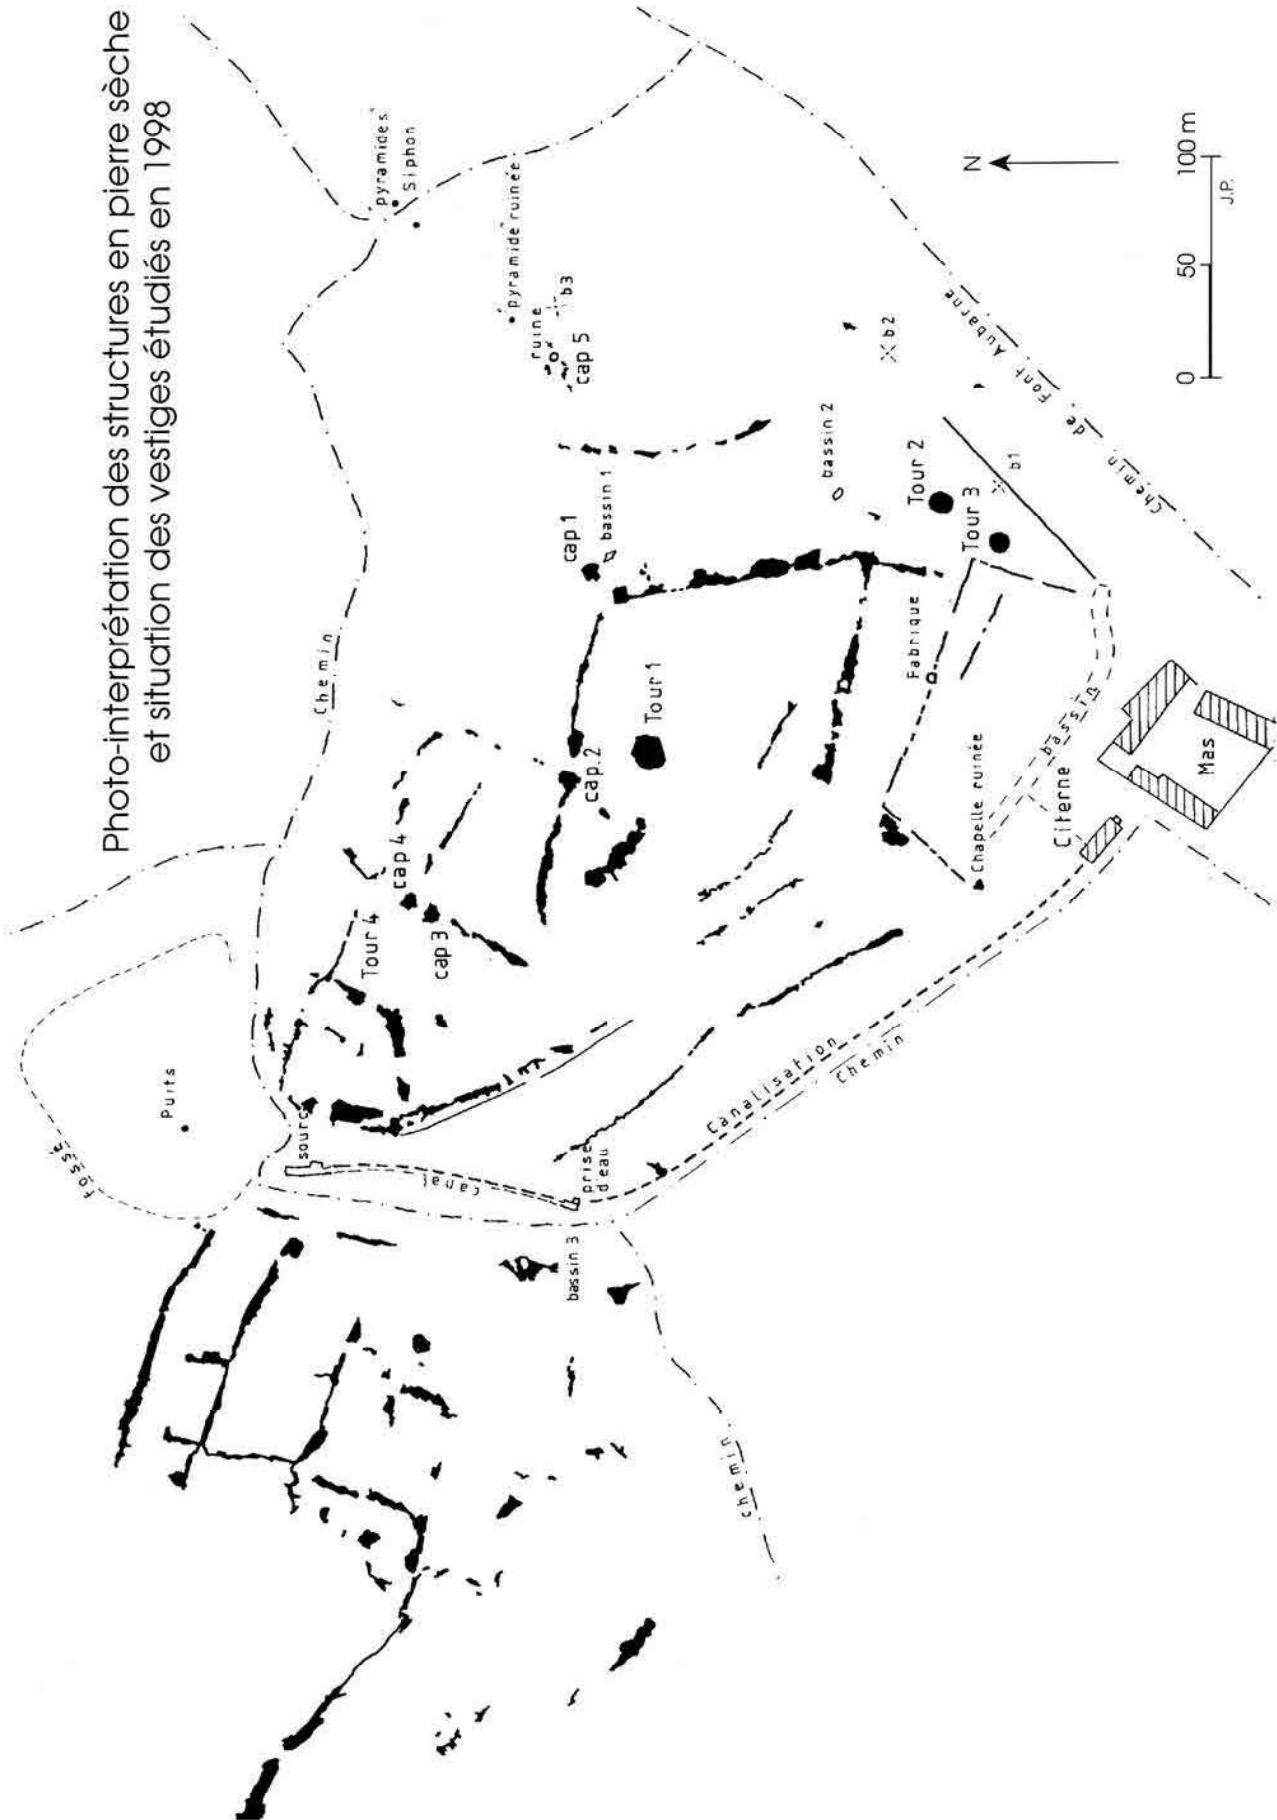 Photo-interprétation des structures en pierre sèche
et situation des vestiges étudiés en 1998
Fossé
Puits
Chemin
pyramides
Siphon
pyramide ruinée
ruine
b3
cap 5
sourc
Tour 4
cap 4
cap 3
cap 1
bassin 1
cap.2
Tour 1
canal
prise
d'eau
bassin 3
bassin 2
b2
Tour 2
Tour 3
b1
Fabrique
Chapelle ruinée
Canalisation
Chemin
chemin
Citerne
bassin
Mas
Chemin de Font Aubarne
N
0 50 100 m
J.P.